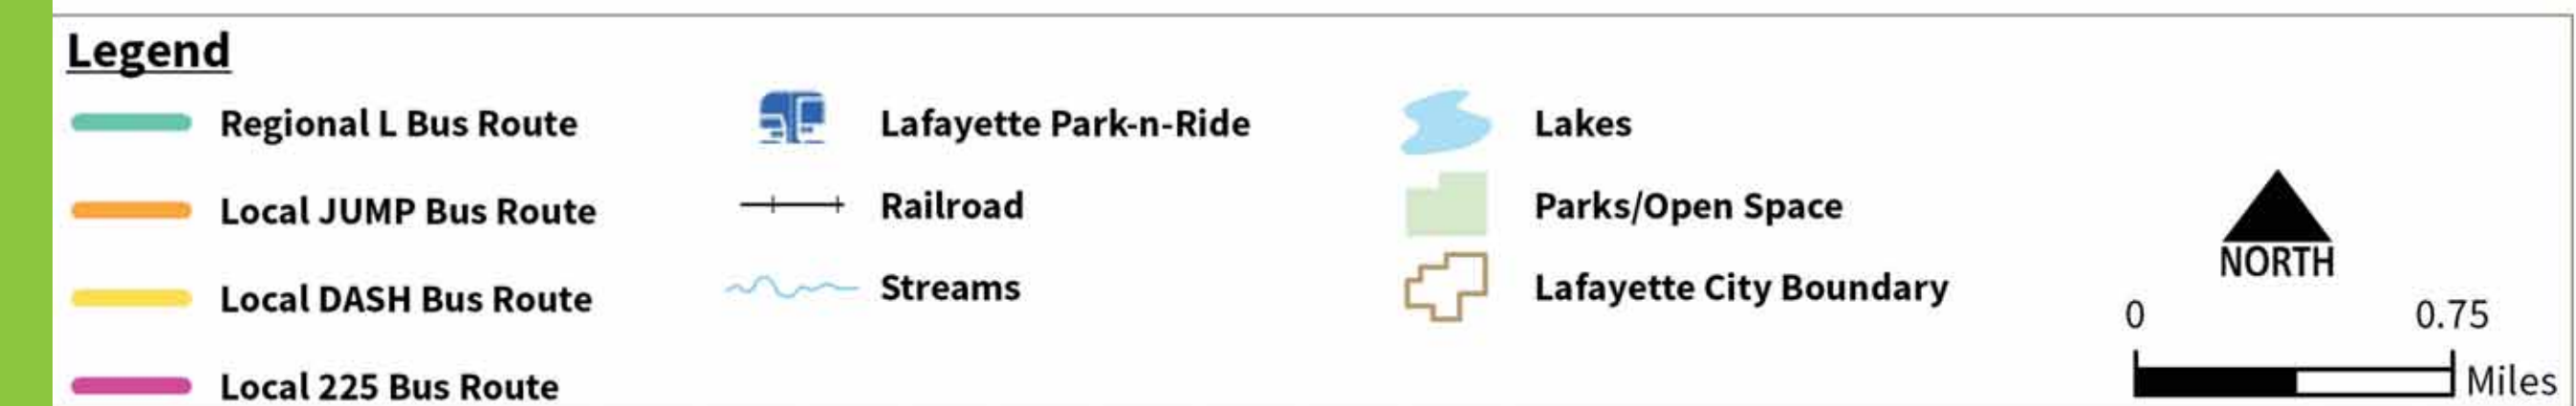 Legend
Regional L Bus Route
Local JUMP Bus Route
Local DASH Bus Route
Local 225 Bus Route
Lafayette Park-n-Ride
Railroad
Streams
Lakes
Parks/Open Space
Lafayette City Boundary
NORTH
0 0.75
Miles